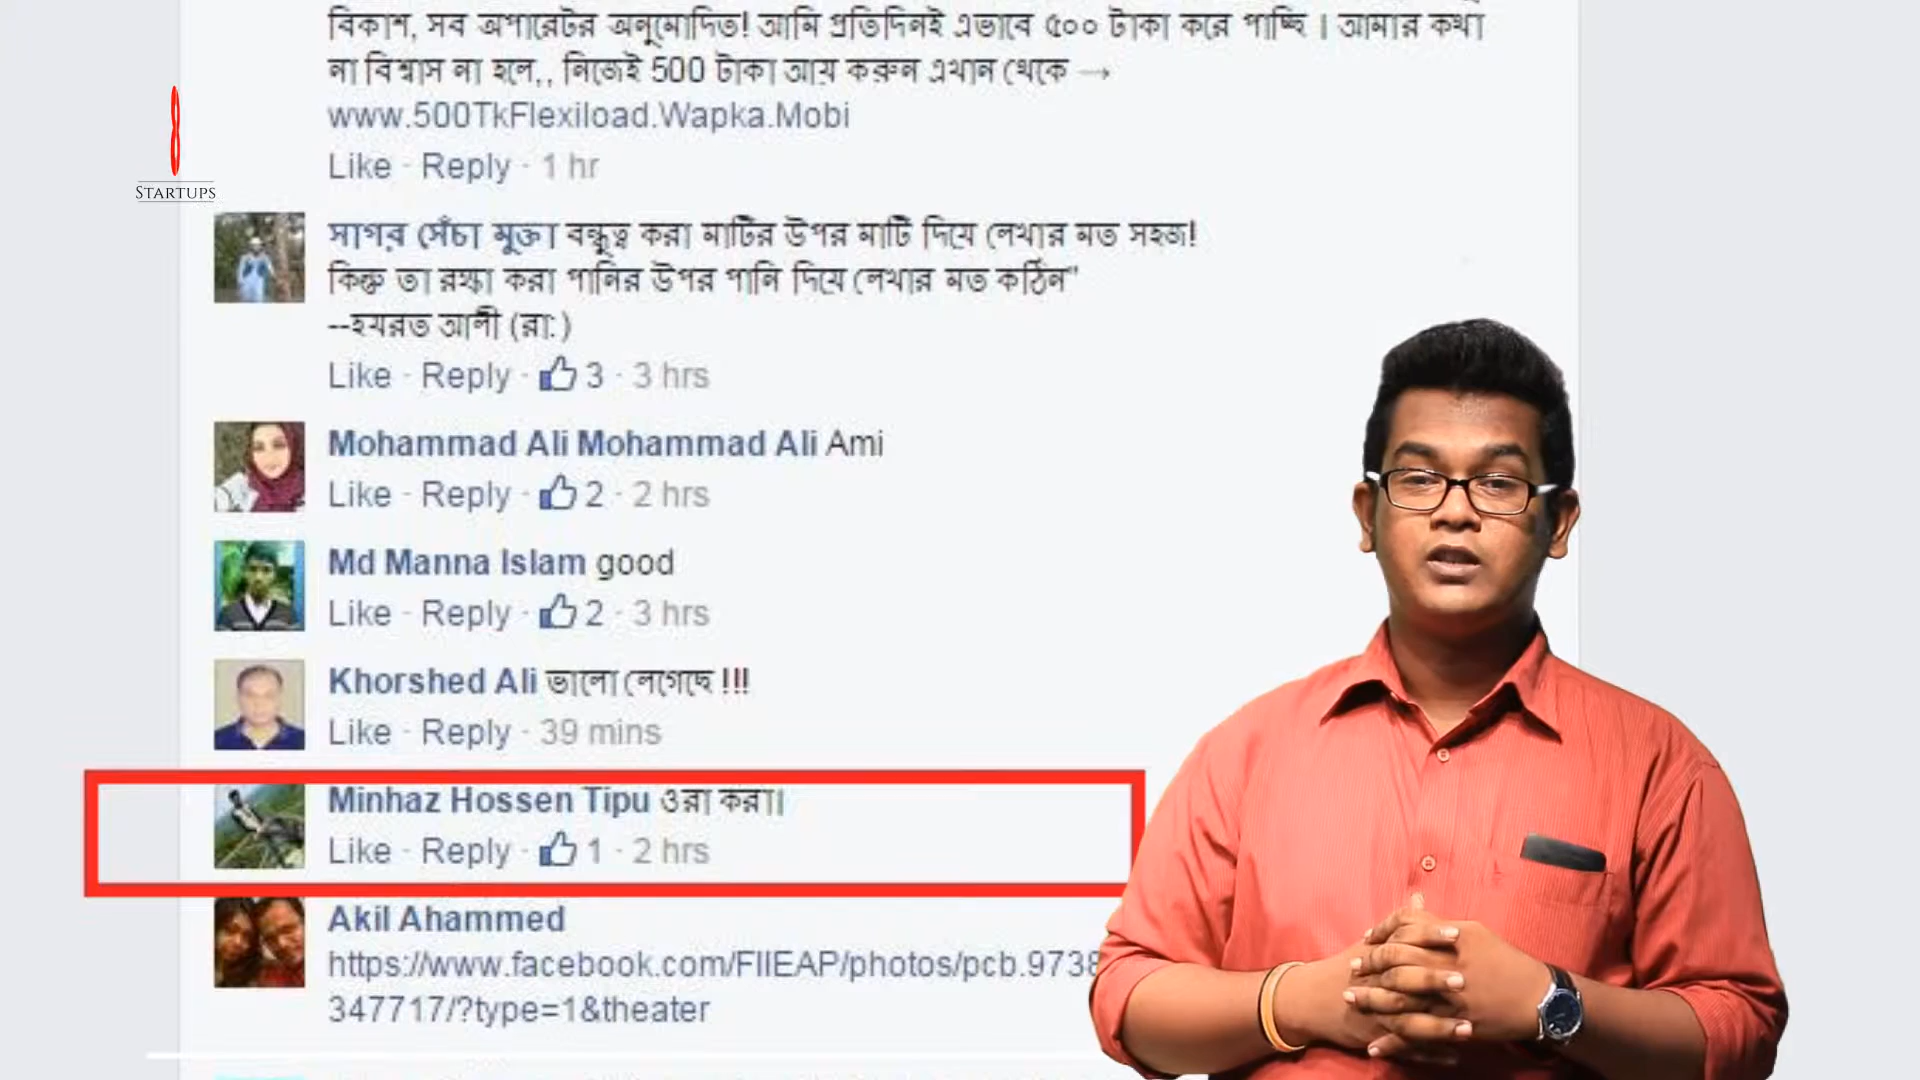 বিকাশ, সব অপারেটর অনুমোদিত! আমি প্রতিদিনই এভাবে ৫০০ টাকা করে পাচ্ছি । আমার কথা
না বিশ্বাস না হলে,, নিজেই 500 টাকা আয় করুন এখান থেকে →
www.500TkFlexiload.Wapka.Mobi
Like · Reply · 1 hr
STARTUPS
সাগর সেঁচা মুক্তা বন্ধুত্ব করা মাটির উপর মাটি দিয়ে লেখার মত সহজ!
কিন্তু তা রক্ষা করা পানির উপর পানি দিয়ে লেখার মত কঠিন"
--হযরত আলী (রা:)
Like · Reply · 3 · 3 hrs
Mohammad Ali Mohammad Ali Ami
Like · Reply · 2 · 2 hrs
Md Manna Islam good
Like · Reply · 2 · 3 hrs
Khorshed Ali ভালো লেগেছে !!!
Like · Reply · 39 mins
Minhaz Hossen Tipu ওরা করা।
Like · Reply · 1 · 2 hrs
Akil Ahammed
https://www.facebook.com/FIIEAP/photos/pcb.9738
347717/?type=1&theater